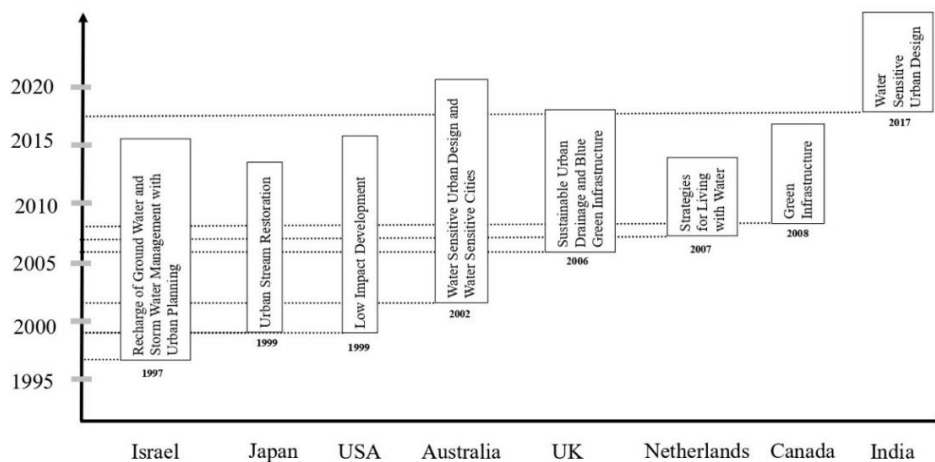 2020
2015
2010
2005
2000
1995
Recharge of Ground Water and
Storm Water Management with
Urban Planning
1997
Urban Stream Restoration
1999
Low Impact Development
1999
Water Sensitive Urban Design and
Water Sensitive Cities
2002
Sustainable Urban
Drainage and Blue
Green Infrastructure
2006
Strategies
for Living
with Water
2007
Green
Infrastructure
2008
Water
Sensitive
Urban Design
2017
Israel
Japan
USA
Australia
UK
Netherlands
Canada
India